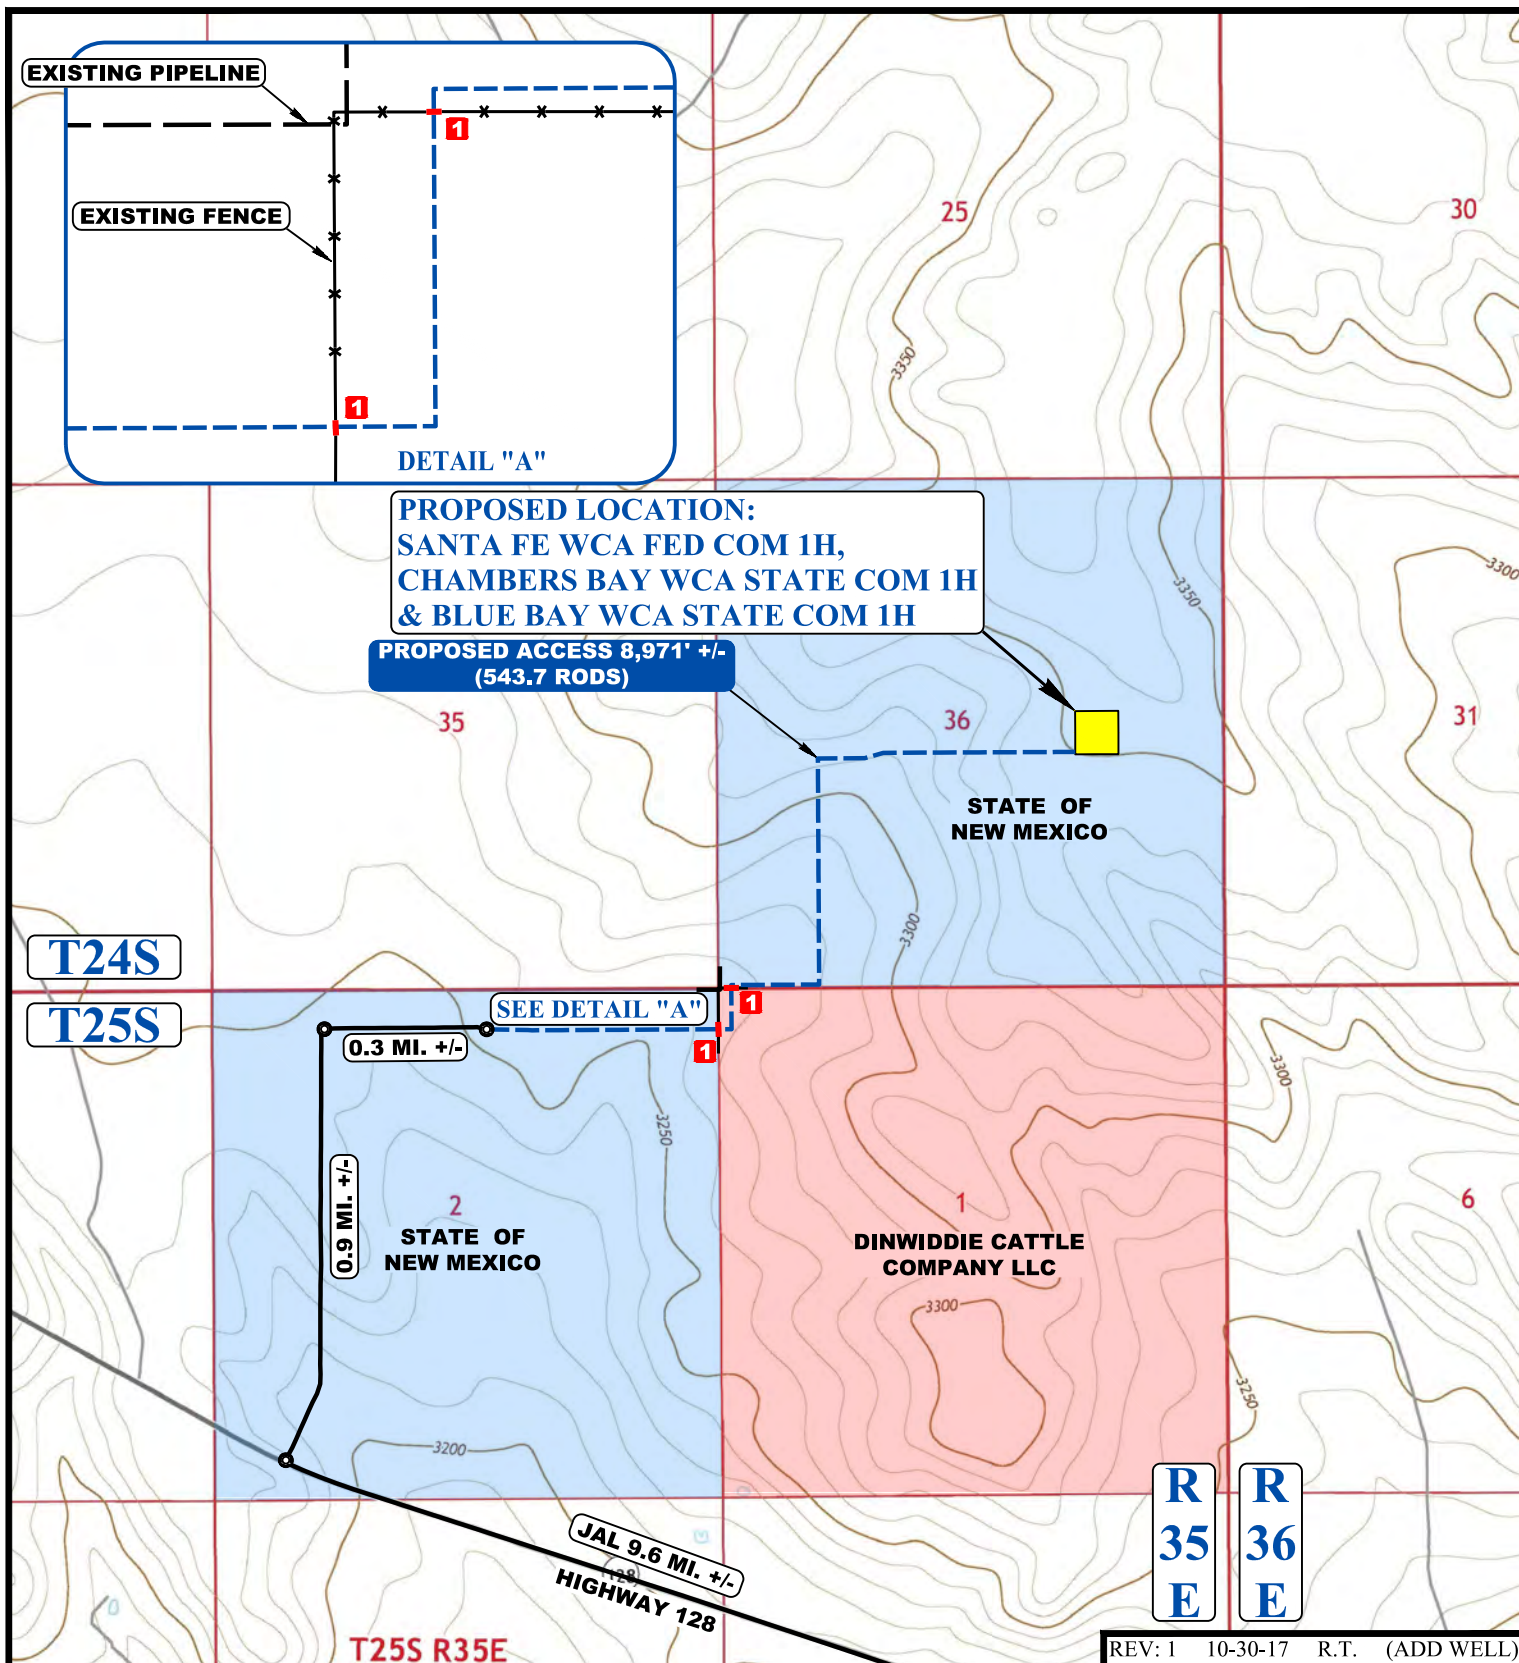 EXISTING PIPELINE
1
EXISTING FENCE
1
DETAIL "A"
25
30
3350
PROPOSED LOCATION:
SANTA FE WCA FED COM 1H,
CHAMBERS BAY WCA STATE COM 1H
& BLUE BAY WCA STATE COM 1H
3300
3350
PROPOSED ACCESS 8,971' +/-
(543.7 RODS)
35
36
31
STATE OF
NEW MEXICO
3300
T24S
T25S
SEE DETAIL "A"
1
1
0.3 MI. +/-
3300
3250
0.9 MI. +/-
2
STATE OF
NEW MEXICO
1
DINWIDDIE CATTLE
COMPANY LLC
6
3300
3250
3200
JAL 9.6 MI. +/-
128
HIGHWAY 128
R
35
E
R
36
E
T25S R35E
REV: 1 10-30-17 R.T. (ADD WELL)